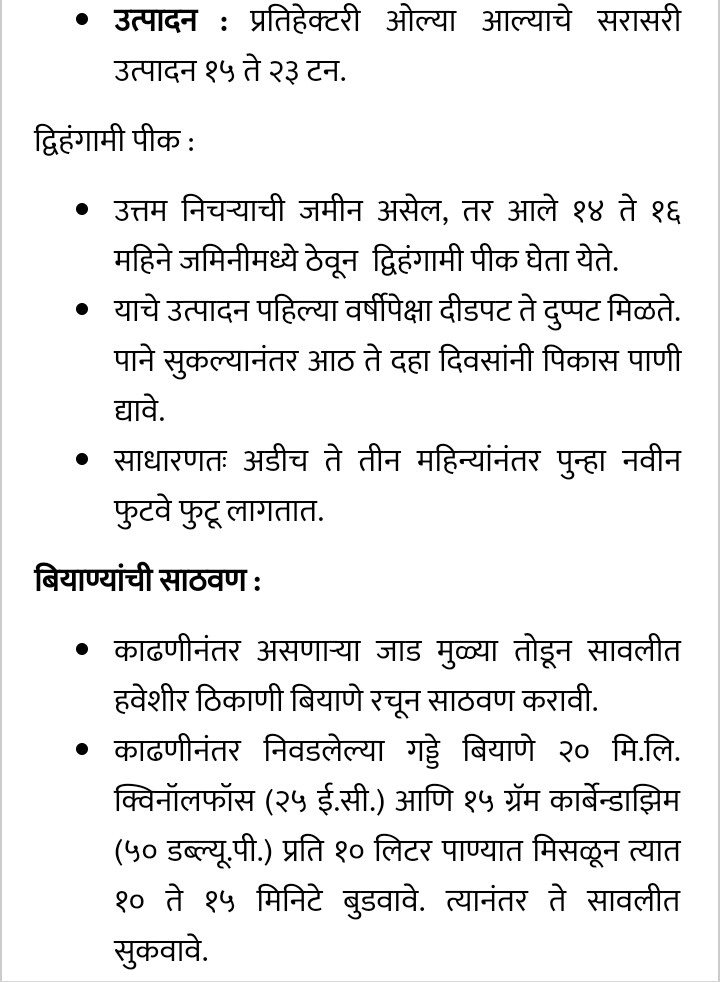 • उत्पादन : प्रतिहेक्टरी ओल्या आल्याचे सरासरी
उत्पादन १५ ते २३ टन.
द्विहंगामी पीक :
• उत्तम निचऱ्याची जमीन असेल, तर आले १४ ते १६
महिने जमिनीमध्ये ठेवून द्विहंगामी पीक घेता येते.
• याचे उत्पादन पहिल्या वर्षीपेक्षा दीडपट ते दुप्पट मिळते.
पाने सुकल्यानंतर आठ ते दहा दिवसांनी पिकास पाणी
द्यावे.
• साधारणतः अडीच ते तीन महिन्यांनंतर पुन्हा नवीन
फुटवे फुटू लागतात.
बियाण्यांची साठवण :
• काढणीनंतर असणाऱ्या जाड मुळ्या तोडून सावलीत
हवेशीर ठिकाणी बियाणे रचून साठवण करावी.
• काढणीनंतर निवडलेल्या गड्डे बियाणे २० मि.लि.
क्विनॉलफॉस (२५ ई.सी.) आणि १५ ग्रॅम कार्बेन्डाझिम
(५० डब्ल्यू.पी.) प्रति १० लिटर पाण्यात मिसळून त्यात
१० ते १५ मिनिटे बुडवावे. त्यानंतर ते सावलीत
सुकवावे.